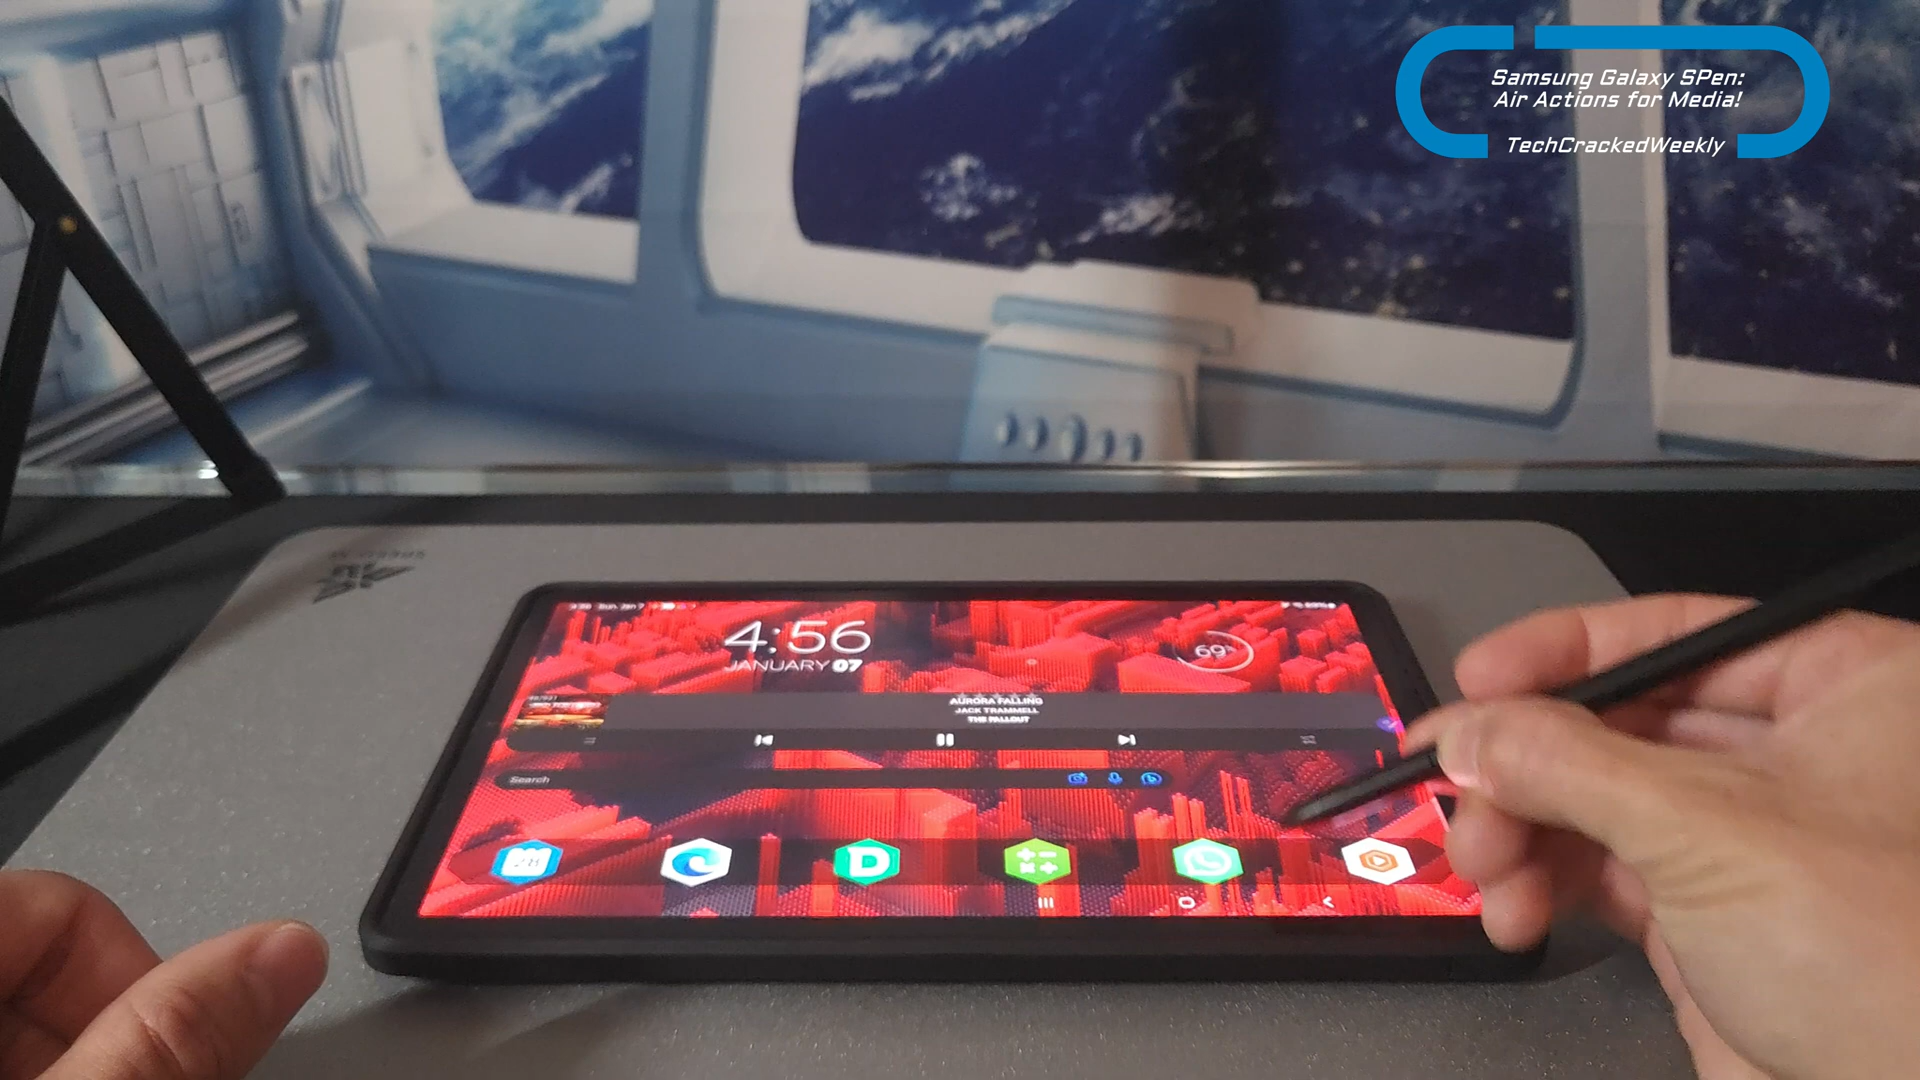 Samsung Galaxy SPen:
Air Actions for Media!
TechCrackedWeekly
4:56
JANUARY 07
69%
AURORA FALLING
JACK TRAMMELL
THE FALLOUT
Search
D